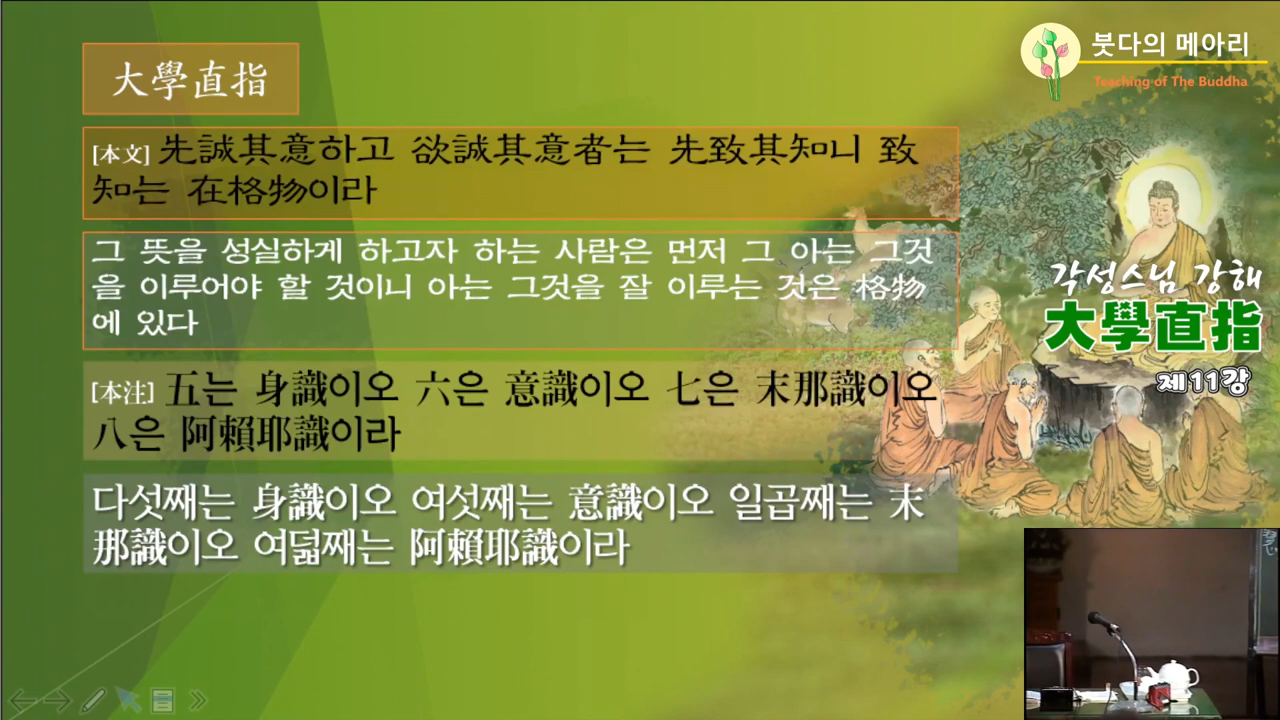 大學直指
[本文] 先誠其意하고 欲誠其意者는 先致其知니 致
知는 在格物이라
그 뜻을 성실하게 하고자 하는 사람은 먼저 그 아는 그것
을 이루어야 할 것이니 아는 그것을 잘 이루는 것은 格物
에 있다
[本注] 五는 身識이오 六은 意識이오 七은 末那識이오
八은 阿賴耶識이라
다섯째는 身識이오 여섯째는 意識이오 일곱째는 末
那識이오 여덟째는 阿賴耶識이라
붓다의 메아리
Teaching of The Buddha
각성스님 강해
大學直指
제11강